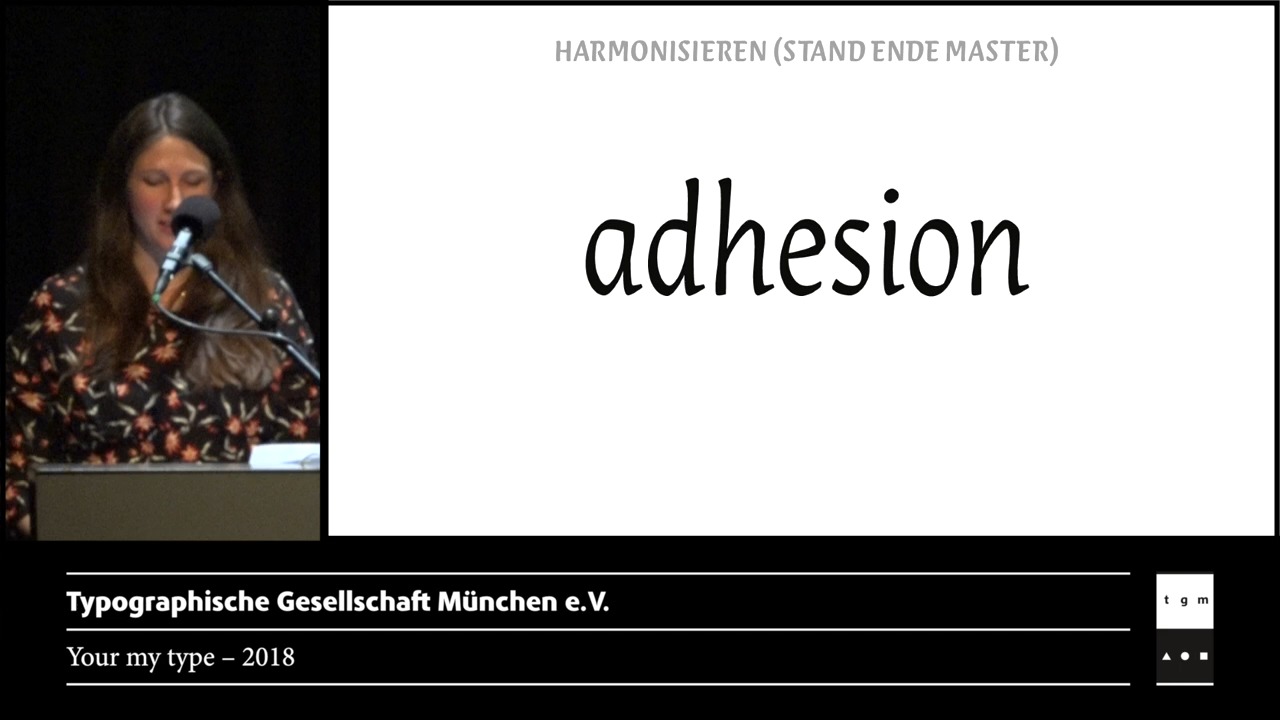 HARMONISIEREN (STAND ENDE MASTER)
adhesion
Typographische Gesellschaft München e.V.
Your my type – 2018
t g m